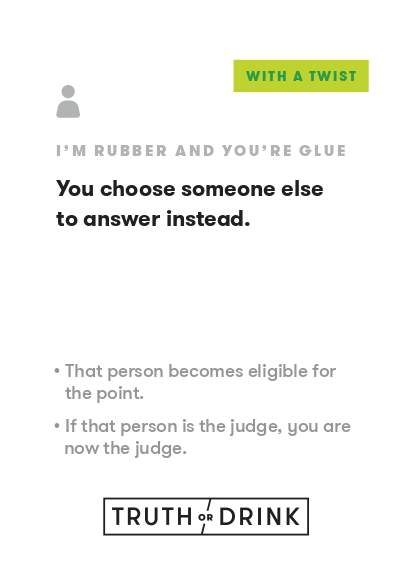 WITH A TWIST
I'M RUBBER AND YOU'RE GLUE
You choose someone else
to answer instead.
• That person becomes eligible for
the point.
• If that person is the judge, you are
now the judge.
TRUTH OR DRINK